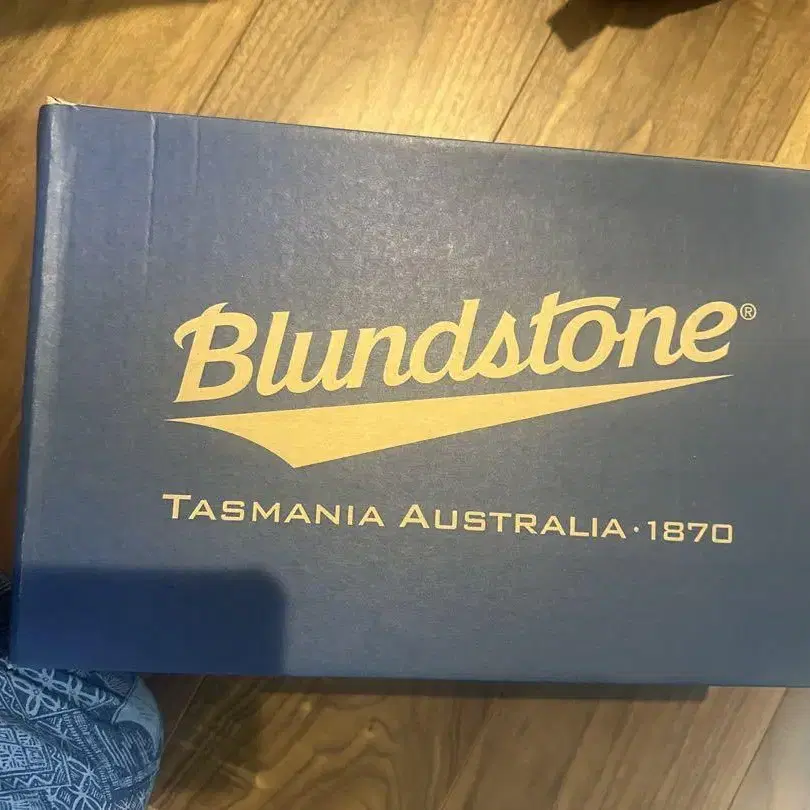 Blundstone®
TASMANIA AUSTRALIA · 1870